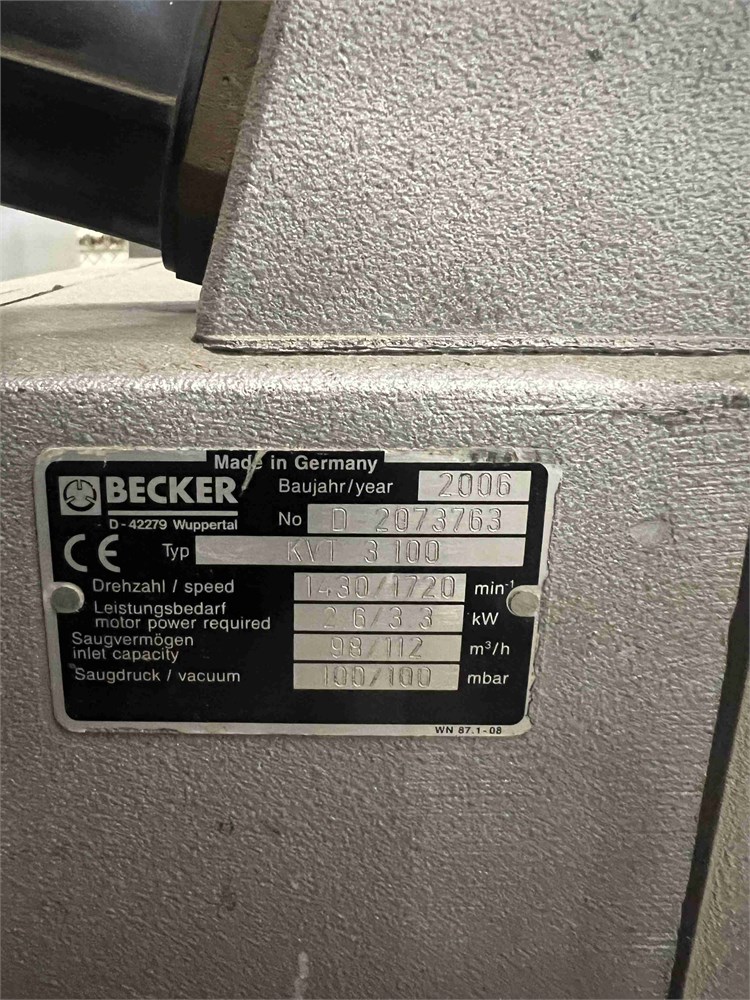 Made in Germany
BECKER
D-42279 Wuppertal
Baujahr/year 2006
No D 2073763
CE Typ KVT 3100
Drehzahl / speed 1430/1720 min⁻¹
Leistungsbedarf
motor power required 2.6/3.3 kW
Saugvermögen
inlet capacity 98/112 m³/h
Saugdruck / vacuum 100/100 mbar
WN 87.1-08